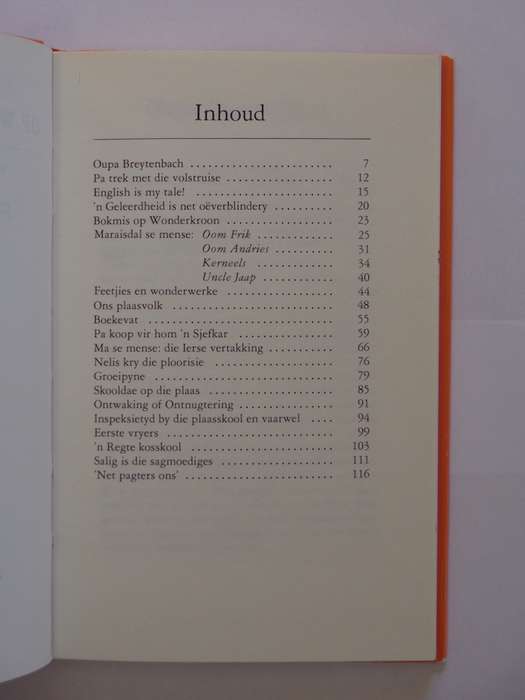 Inhoud
Oupa Breytenbach ........................ 7
Pa trek met die volstruise ................... 12
English is my tale! ......................... 15
'n Geleerdheid is net oëverblindery ........... 20
Bokmis op Wonderkroon .................. 23
Maraisdal se mense: Oom Frik ............. 25
Oom Andries .......... 31
Kerneels ............. 34
Uncle Jaap ........... 40
Feetjies en wonderwerke ................... 44
Ons plaasvolk ............................ 48
Boekevat ................................ 55
Pa koop vir hom 'n Sjefkar ................. 59
Ma se mense: die Ierse vertakking ............ 66
Nelis kry die ploorisie ...................... 76
Groeipyne ............................... 79
Skooldae op die plaas ...................... 85
Ontwaking of Ontnugtering ................. 91
Inspeksietyd by die plaasskool en vaarwel .... 94
Eerste vryers ............................. 99
'n Regte kosskool ......................... 103
Salig is die sagmoediges .................... 111
'Net pagters ons' .......................... 116